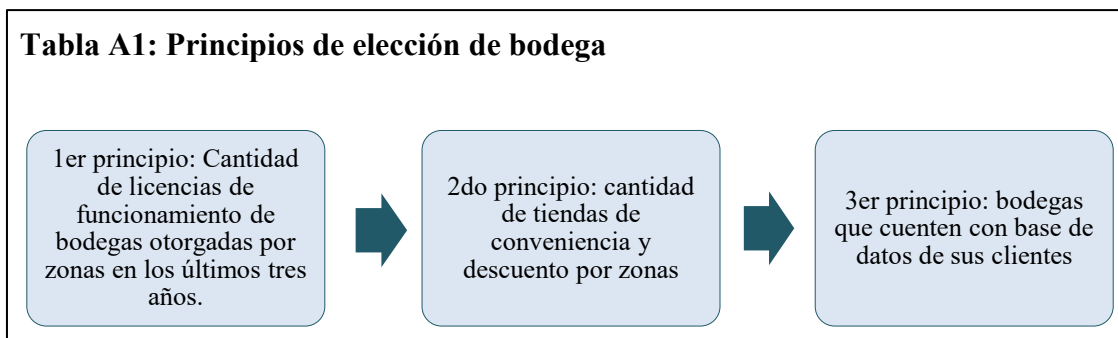 Tabla A1: Principios de elección de bodega
1er principio: Cantidad
de licencias de
funcionamiento de
bodegas otorgadas por
zonas en los últimos tres
años.
2do principio: cantidad
de tiendas de
conveniencia y
descuento por zonas
3er principio: bodegas
que cuenten con base de
datos de sus clientes